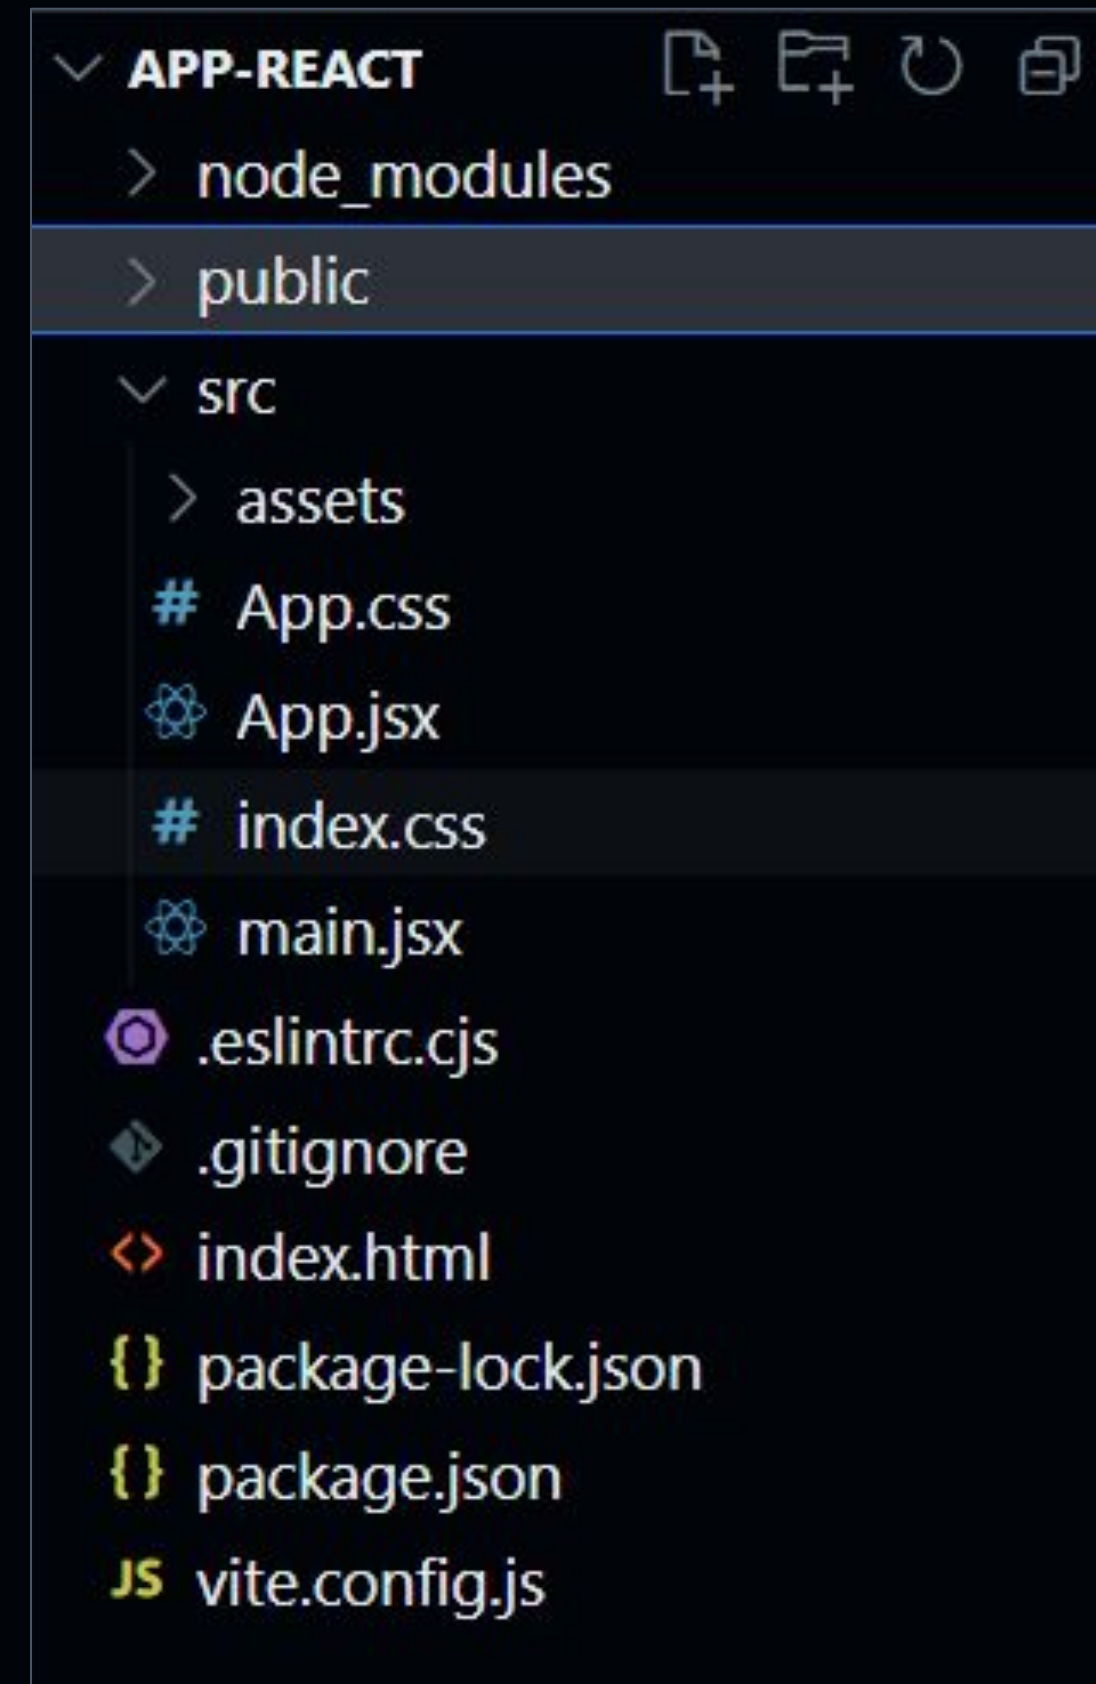 APP-REACT
node_modules
public
src
assets
# App.css
App.jsx
# index.css
main.jsx
.eslintrc.cjs
.gitignore
<> index.html
{} package-lock.json
{} package.json
JS vite.config.js